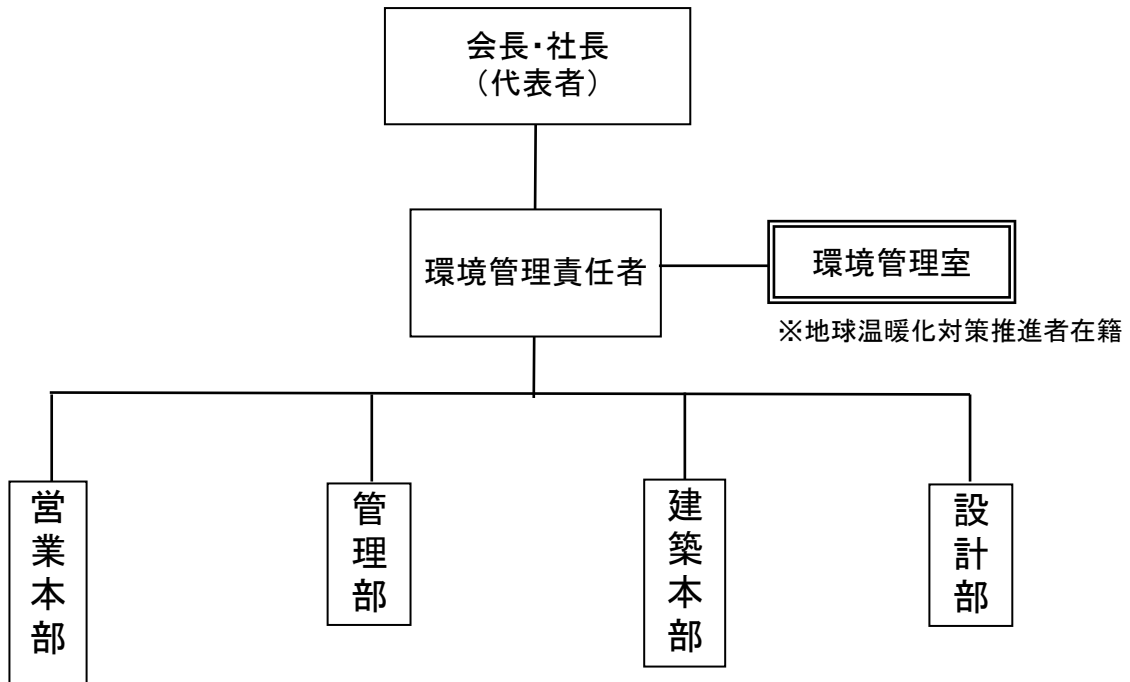 会長・社長
（代表者）
環境管理責任者
環境管理室
※地球温暖化対策推進者在籍
営業本部
管理部
建築本部
設計部